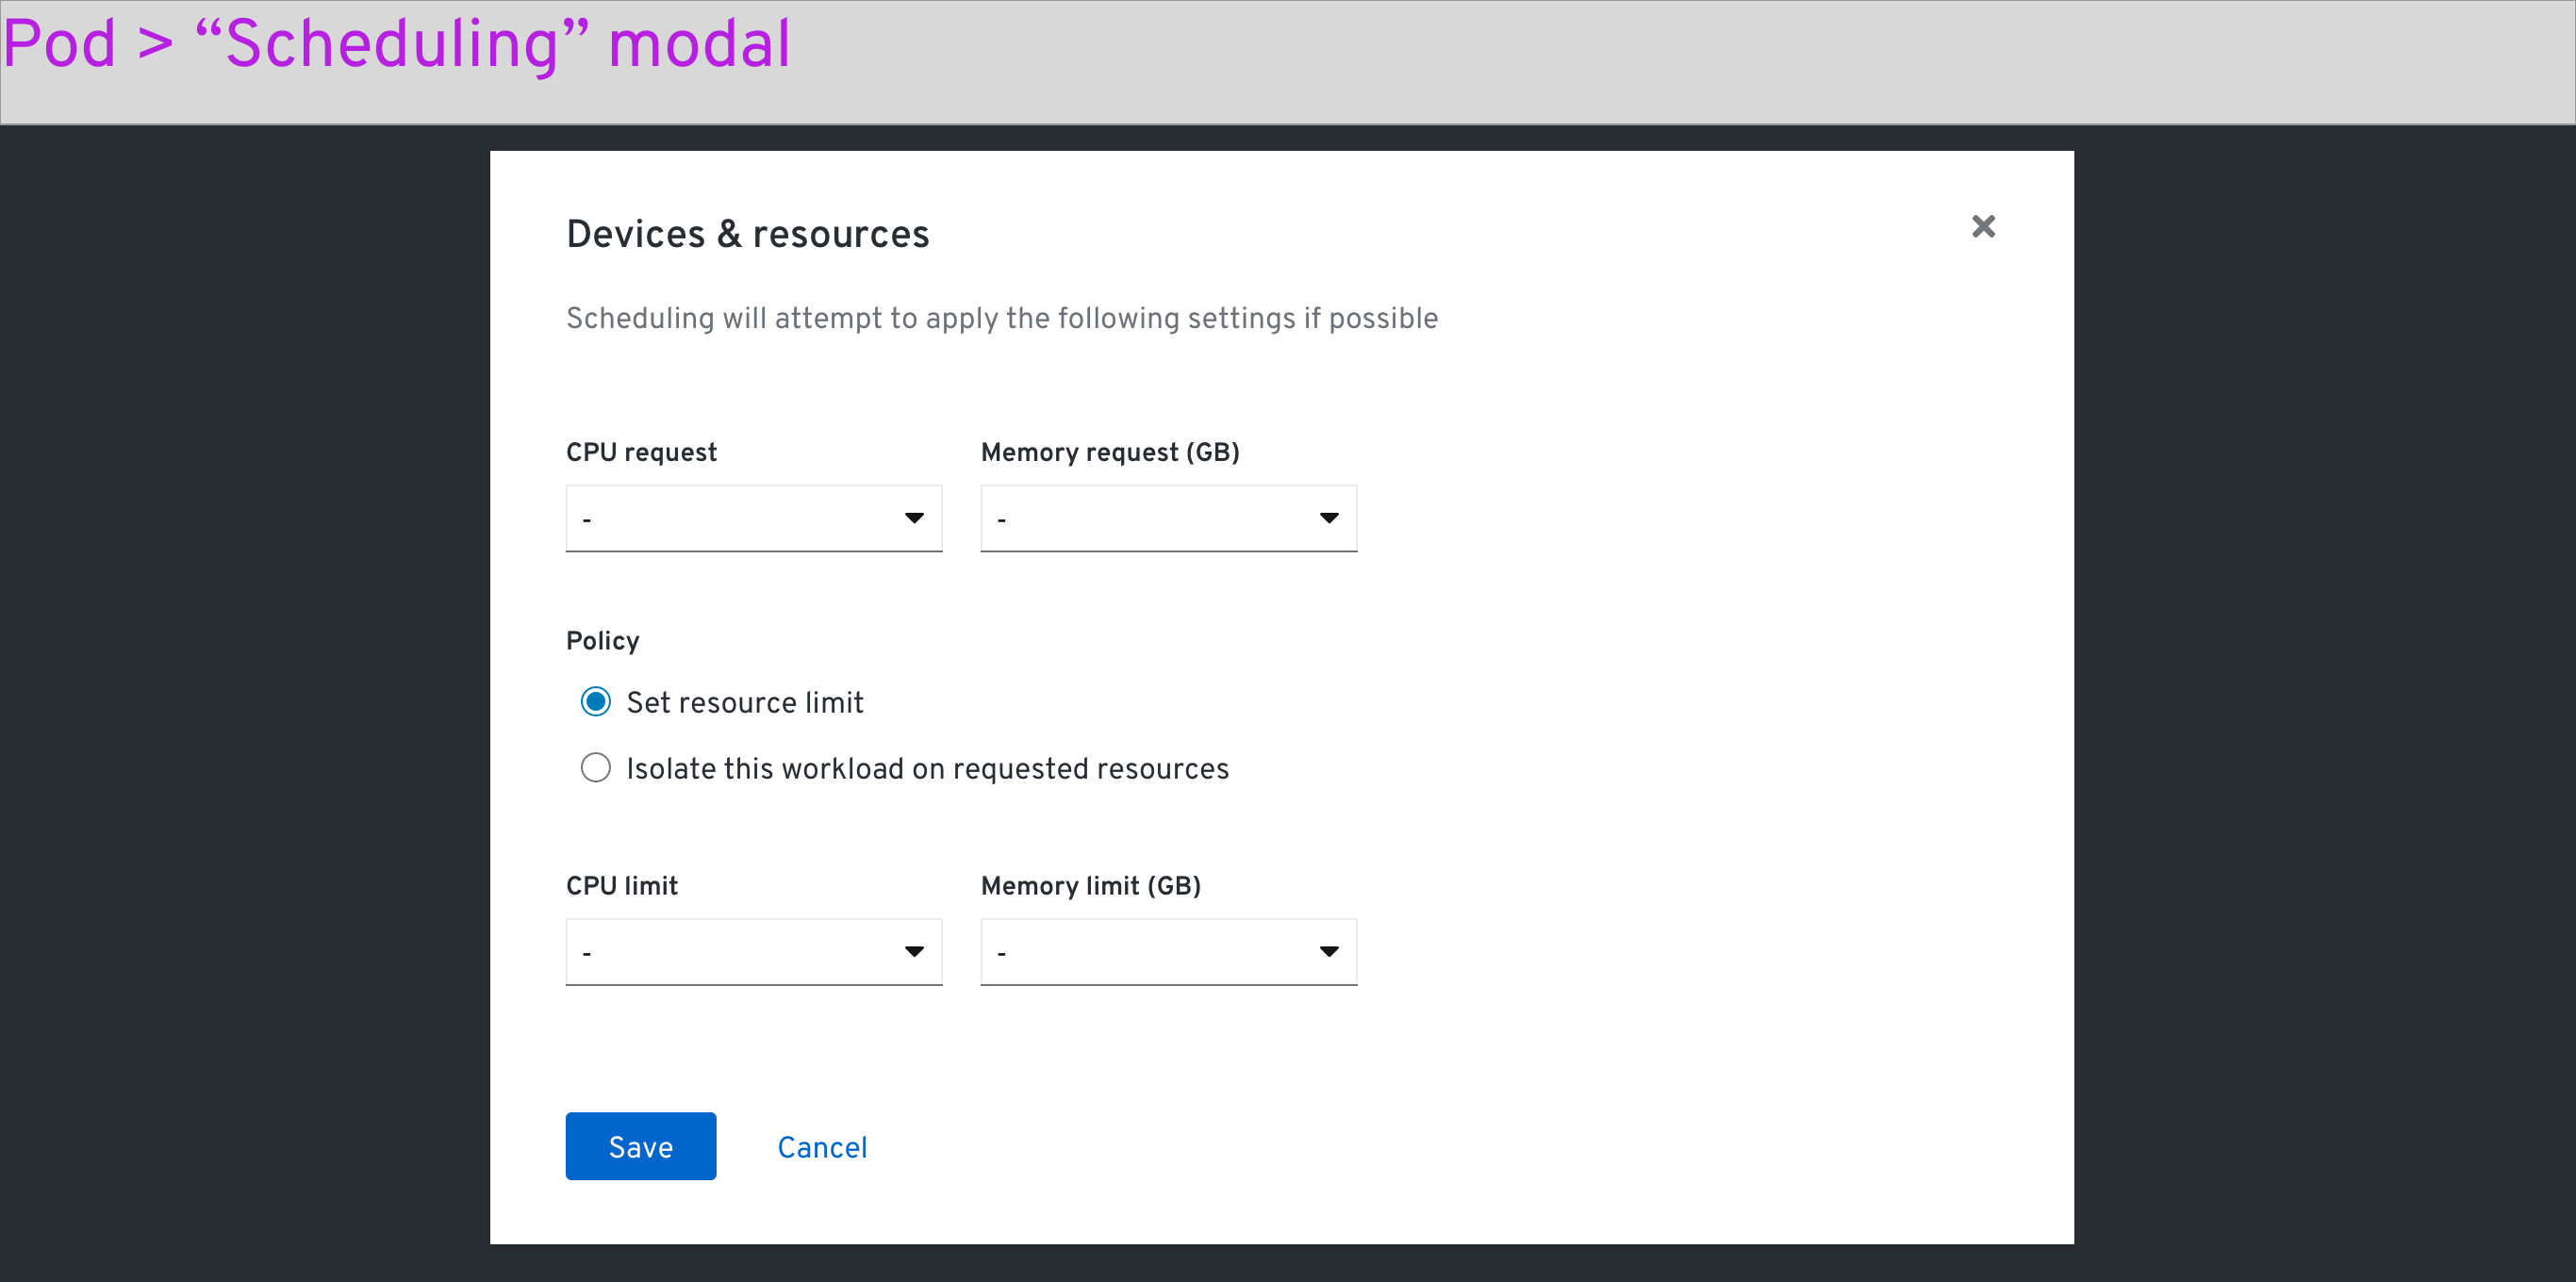 Pod > “Scheduling” modal
Devices & resources
Scheduling will attempt to apply the following settings if possible
CPU request
Memory request (GB)
-
-
Policy
Set resource limit
Isolate this workload on requested resources
CPU limit
Memory limit (GB)
-
-
Save
Cancel